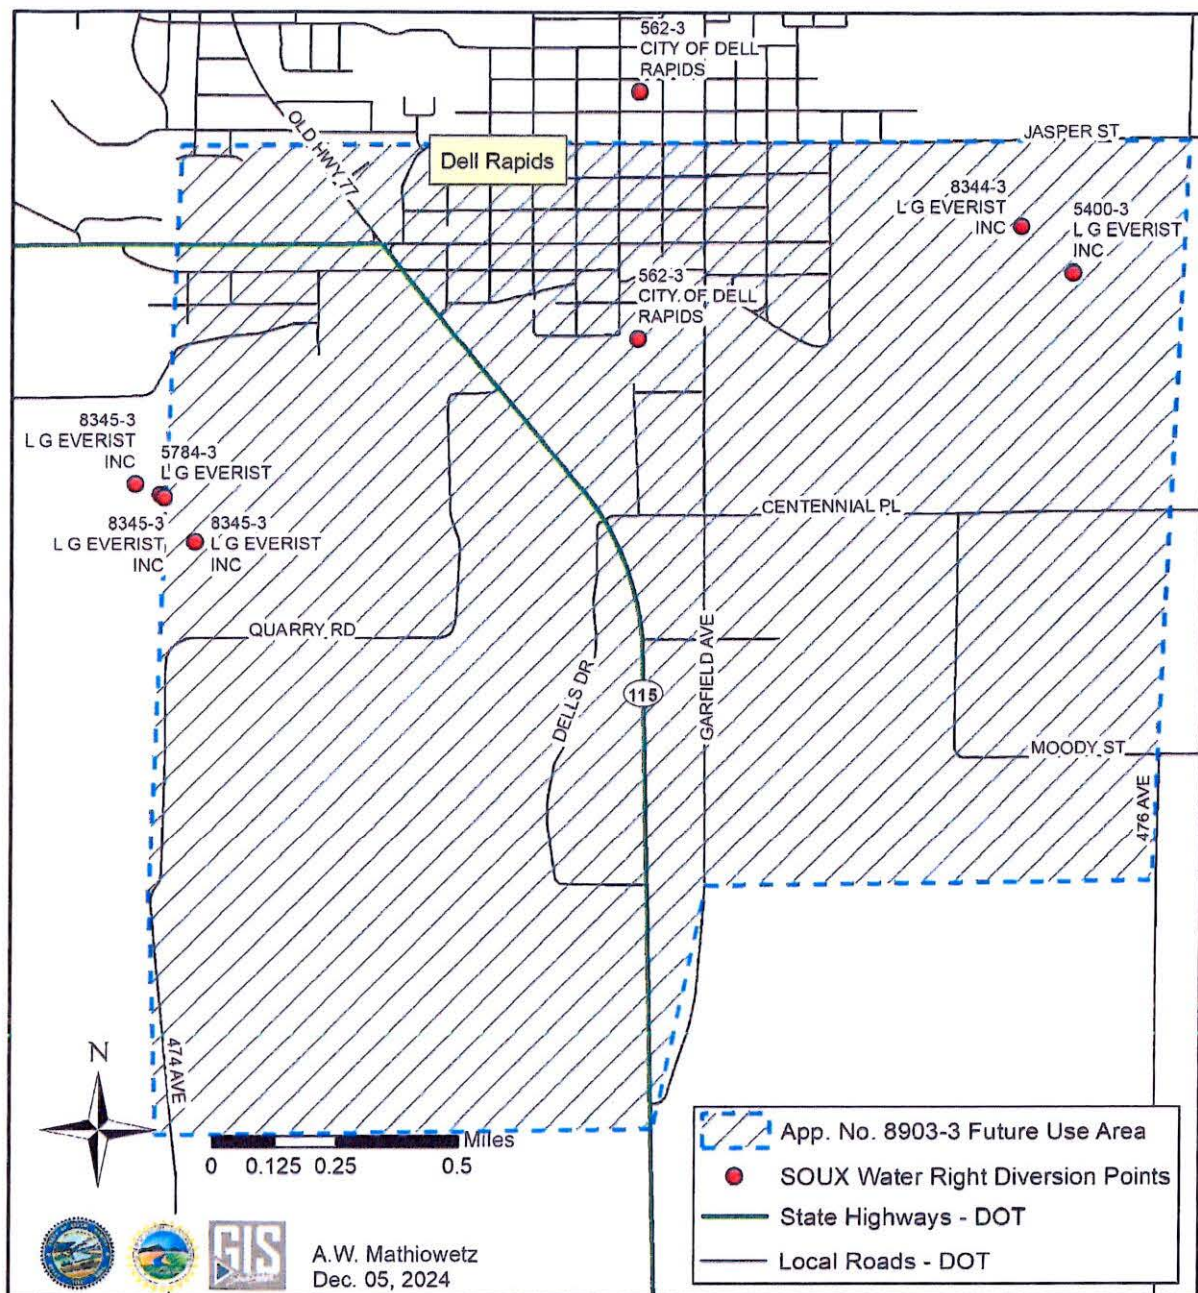 562-3
CITY OF DELL
RAPIDS
JASPER ST
OLD HWY 77
Dell Rapids
8344-3
L G EVERIST
INC
5400-3
L G EVERIST
INC
562-3
CITY OF DELL
RAPIDS
8345-3
L G EVERIST
INC
5784-3
L G EVERIST
8345-3
L G EVERIST
INC
8345-3
L G EVERIST
INC
CENTENNIAL PL
QUARRY RD
DELLS DR
115
GARFIELD AVE
MOODY ST
476 AVE
N
474 AVE
Miles
0 0.125 0.25 0.5
App. No. 8903-3 Future Use Area
SOUX Water Right Diversion Points
State Highways - DOT
Local Roads - DOT
GIS
A.W. Mathiowetz
Dec. 05, 2024